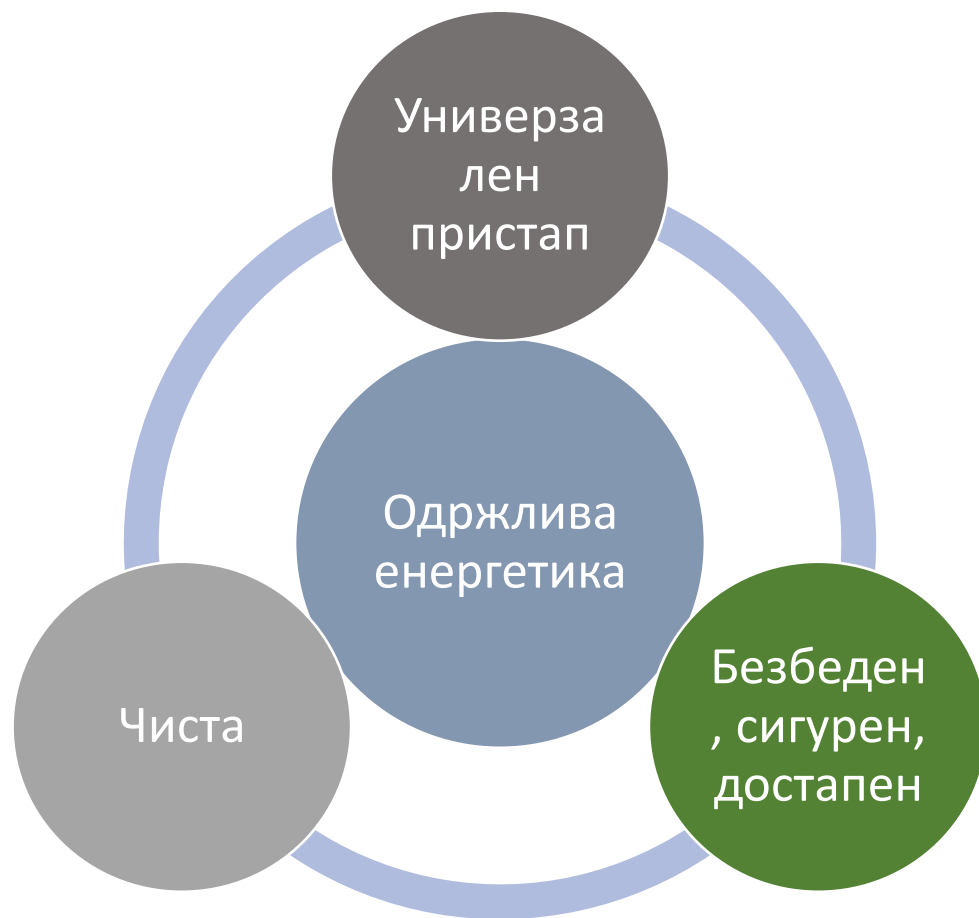 Универза
лен
пристап
Одржлива
енергетика
Чиста
Безбеден
, сигурен,
достапен